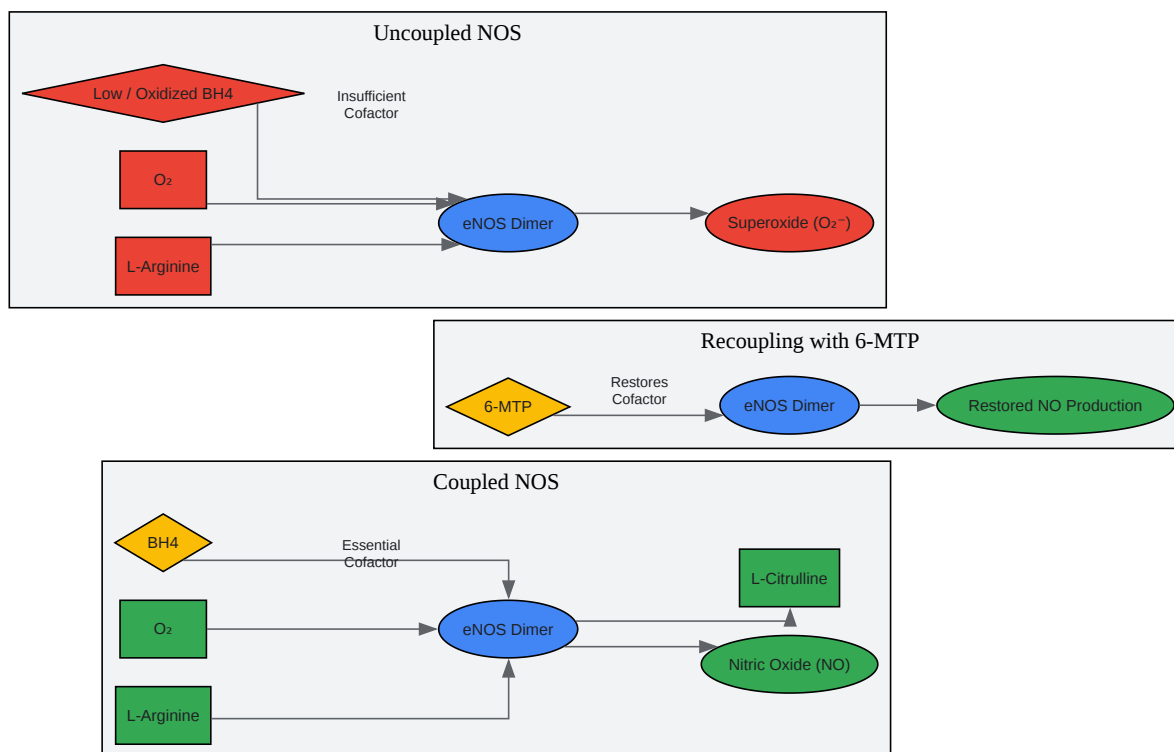 Uncoupled NOS
Low / Oxidized BH4
Insufficient
Cofactor
O₂
eNOS Dimer
Superoxide (O₂⁻)
L-Arginine
Recoupling with 6-MTP
6-MTP
Restores
Cofactor
eNOS Dimer
Restored NO Production
Coupled NOS
BH4
Essential
Cofactor
L-Citrulline
O₂
eNOS Dimer
Nitric Oxide (NO)
L-Arginine